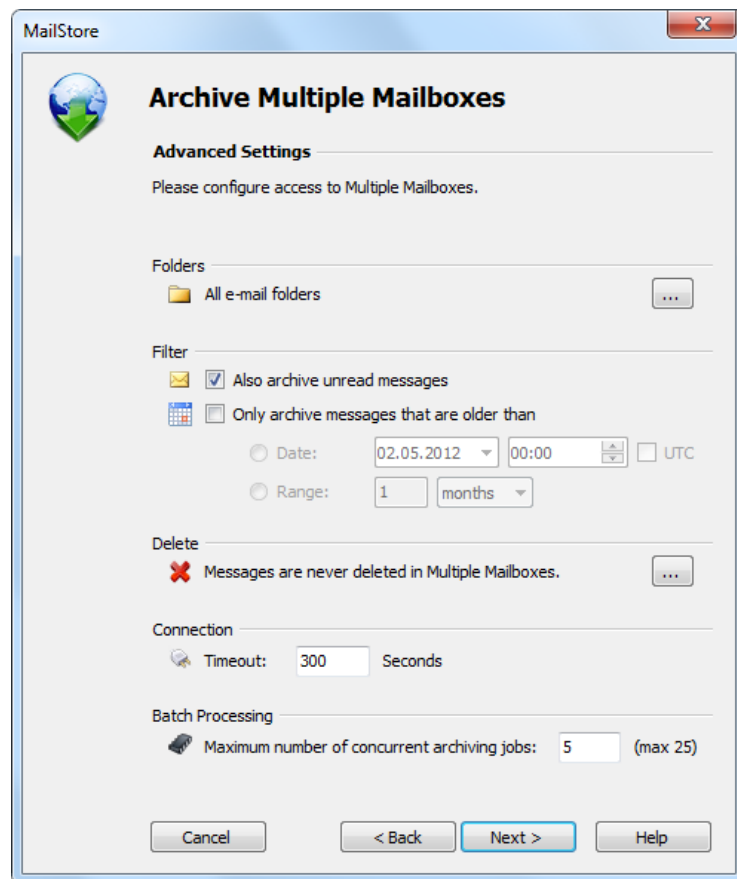 MailStore
Archive Multiple Mailboxes
Advanced Settings
Please configure access to Multiple Mailboxes.
Folders
All e-mail folders ...
Filter
Also archive unread messages
Only archive messages that are older than
Date: 02.05.2012 00:00 UTC
Range: 1 months
Delete
Messages are never deleted in Multiple Mailboxes. ...
Connection
Timeout: 300 Seconds
Batch Processing
Maximum number of concurrent archiving jobs: 5 (max 25)
Cancel < Back Next > Help